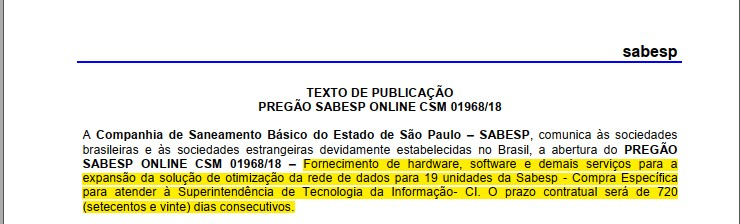 sabesp
TEXTO DE PUBLICAÇÃO
PREGÃO SABESP ONLINE CSM 01968/18
A Companhia de Saneamento Básico do Estado de São Paulo – SABESP, comunica às sociedades
brasileiras e às sociedades estrangeiras devidamente estabelecidas no Brasil, a abertura do PREGÃO
SABESP ONLINE CSM 01968/18 – Fornecimento de hardware, software e demais serviços para a
expansão da solução de otimização da rede de dados para 19 unidades da Sabesp - Compra Específica
para atender à Superintendência de Tecnologia da Informação- CI. O prazo contratual será de 720
(setecentos e vinte) dias consecutivos.